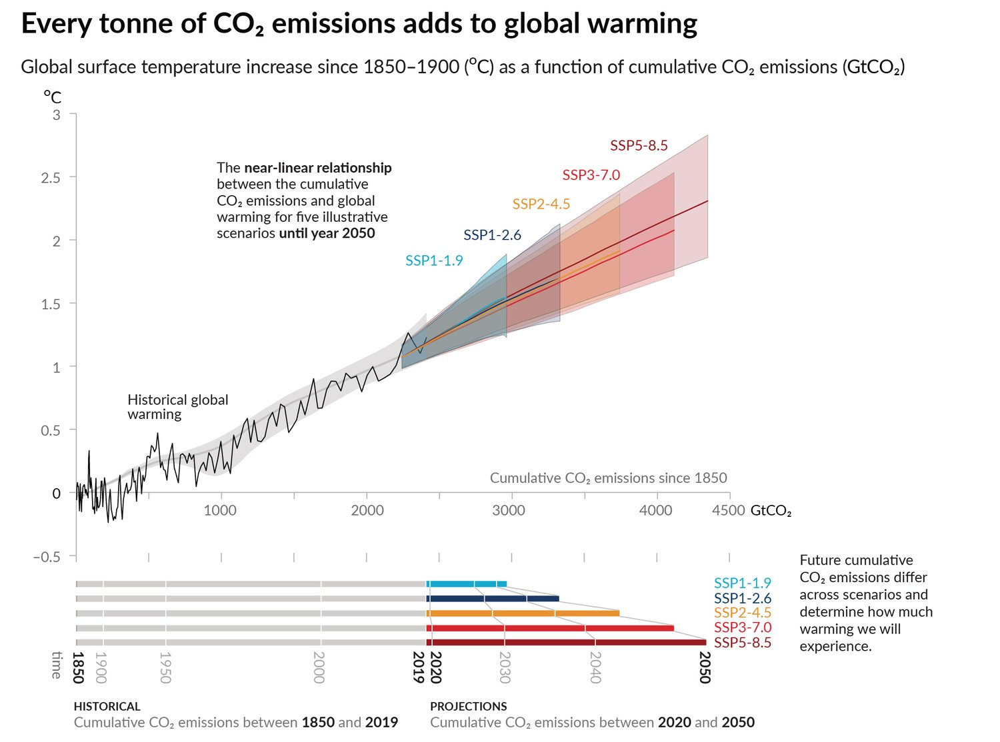 Every tonne of CO₂ emissions adds to global warming
Global surface temperature increase since 1850–1900 (°C) as a function of cumulative CO₂ emissions (GtCO₂)
°C
3
2.5
2
1.5
1
0.5
0
–0.5
The near-linear relationship
between the cumulative
CO₂ emissions and global
warming for five illustrative
scenarios until year 2050
SSP5-8.5
SSP3-7.0
SSP2-4.5
SSP1-2.6
SSP1-1.9
Historical global
warming
Cumulative CO₂ emissions since 1850
1000
2000
3000
4000
4500
GtCO₂
SSP1-1.9
SSP1-2.6
SSP2-4.5
SSP3-7.0
SSP5-8.5
Future cumulative
CO₂ emissions differ
across scenarios and
determine how much
warming we will
experience.
time
1850
1900
1950
2000
2019
2020
2030
2040
2050
HISTORICAL
Cumulative CO₂ emissions between 1850 and 2019
PROJECTIONS
Cumulative CO₂ emissions between 2020 and 2050